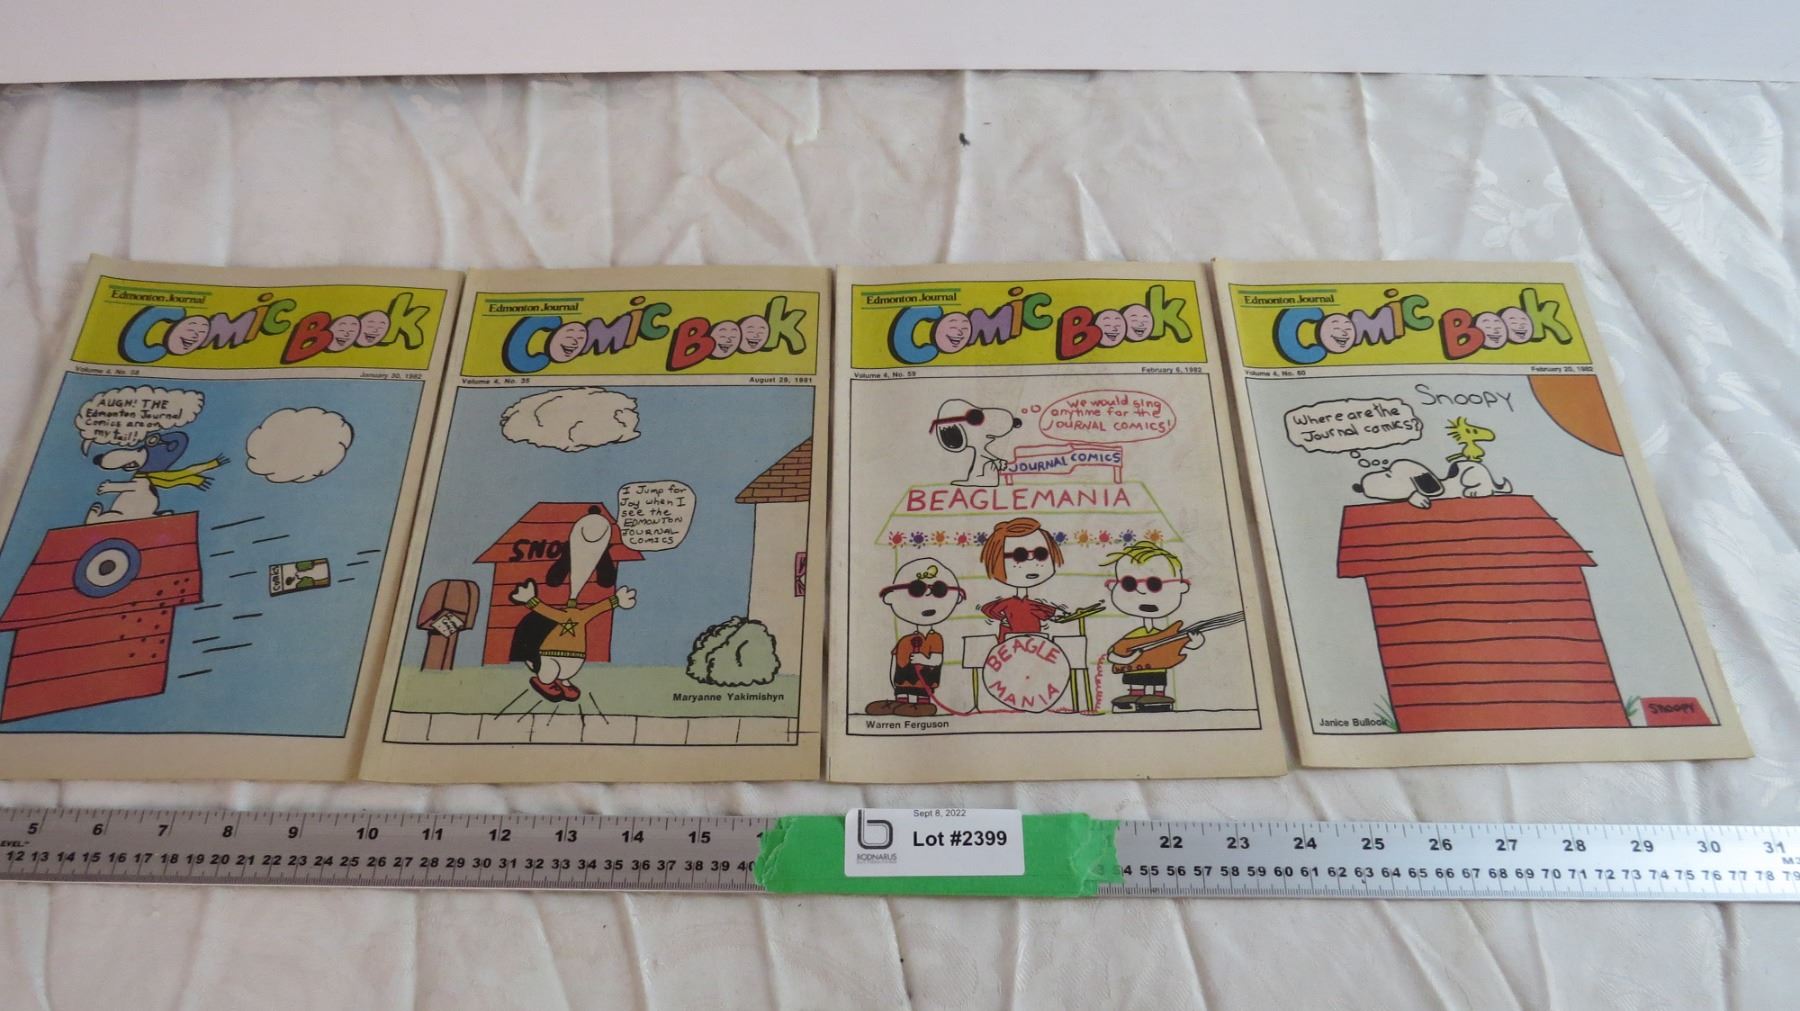 Edmonton Journal
Comic Book
Volume 4, No. 58 January 30, 1982
AUGH! THE
Edmonton Journal
Comics are on
my tail!
COMICS
Edmonton Journal
Comic Book
Volume 4, No. 35 August 29, 1981
I Jump for
Joy when I
see the
EDMONTON
JOURNAL
COMICS
SNO
Maryanne Yakimishyn
Edmonton Journal
Comic Book
Volume 4, No. 59 February 6, 1982
We would sing
anytime for the
JOURNAL COMICS!
JOURNAL COMICS
BEAGLEMANIA
BEAGLE
MANIA
Warren Ferguson
Edmonton Journal
Comic Book
Volume 4, No. 60 February 20, 1982
Snoopy
Where are the
Journal comics?
Janice Bullock
SNOOPY
5 6 7 8 9 10 11 12 13 14 15
22 23 24 25 26 27 28 29 30 31
12 13 14 15 16 17 18 19 20 21 22 23 24 25 26 27 28 29 30 31 32 33 34 35 36 37 38 39
54 55 56 57 58 59 60 61 62 63 64 65 66 67 68 69 70 71 72 73 74 75 76 77 78 79
Sept 8, 2022
Lot #2399
BODNARUS